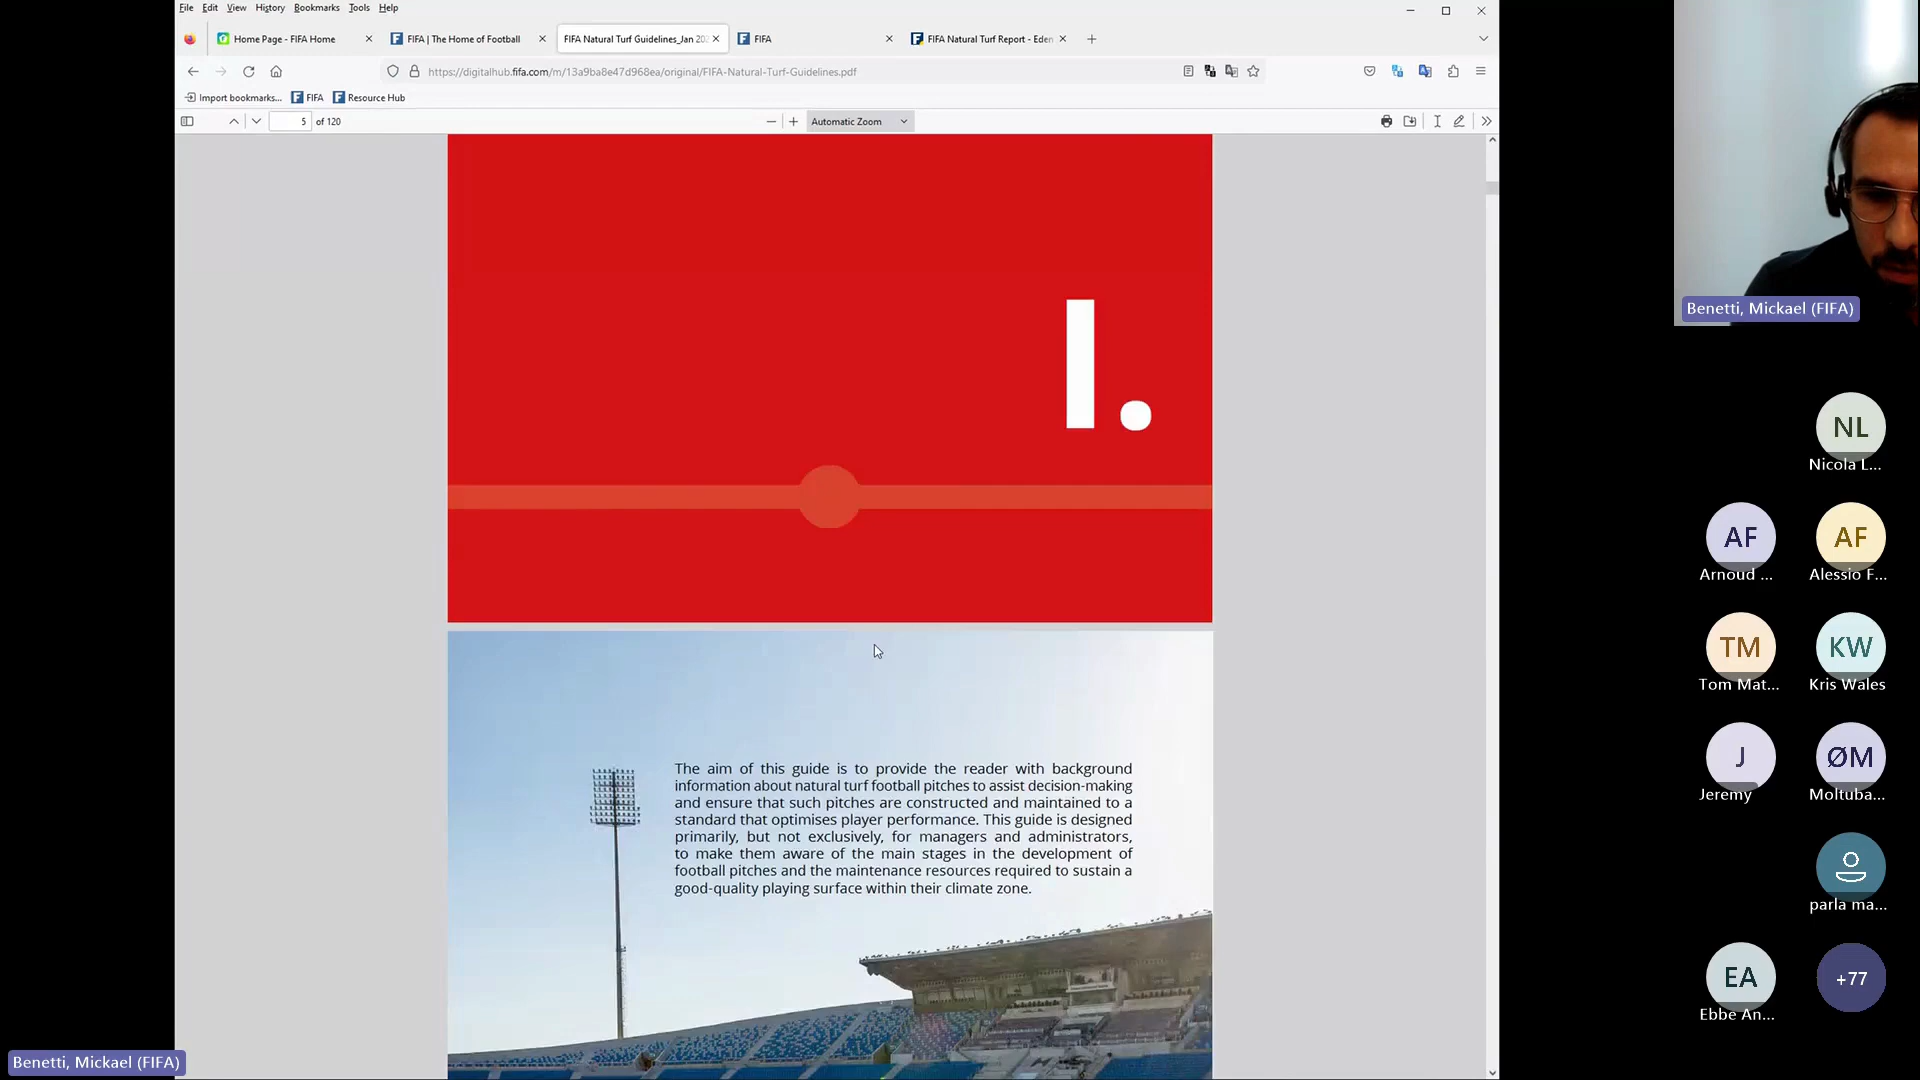 File Edit View History Bookmarks Tools Help
Home Page - FIFA Home
FIFA | The Home of Football
FIFA Natural Turf Guidelines_Jan 202
FIFA
FIFA Natural Turf Report - Eden
https://digitalhub.fifa.com/m/13a9ba8e47d968ea/original/FIFA-Natural-Turf-Guidelines.pdf
Import bookmarks... FIFA Resource Hub
5 of 120
Automatic Zoom
I.
The aim of this guide is to provide the reader with background
information about natural turf football pitches to assist decision-making
and ensure that such pitches are constructed and maintained to a
standard that optimises player performance. This guide is designed
primarily, but not exclusively, for managers and administrators,
to make them aware of the main stages in the development of
football pitches and the maintenance resources required to sustain a
good-quality playing surface within their climate zone.
Benetti, Mickael (FIFA)
NL
Nicola L...
AF
Arnoud ...
AF
Alessio F...
TM
Tom Mat...
KW
Kris Wales
J
Jeremy
ØM
Moltuba...
parla ma...
EA
Ebbe An...
+77
Benetti, Mickael (FIFA)